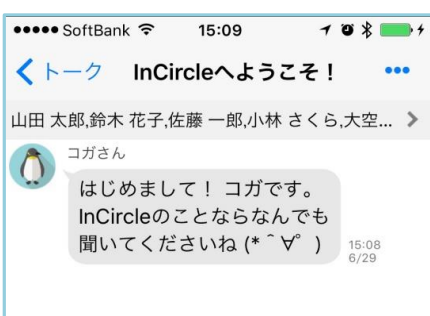 SoftBank 15:09
トーク InCircleへようこそ！
山田 太郎,鈴木 花子,佐藤 一郎,小林 さくら,大空...
コガさん
はじめまして！ コガです。
InCircleのことならなんでも
聞いてくださいね (*＾∀゜)
15:08
6/29